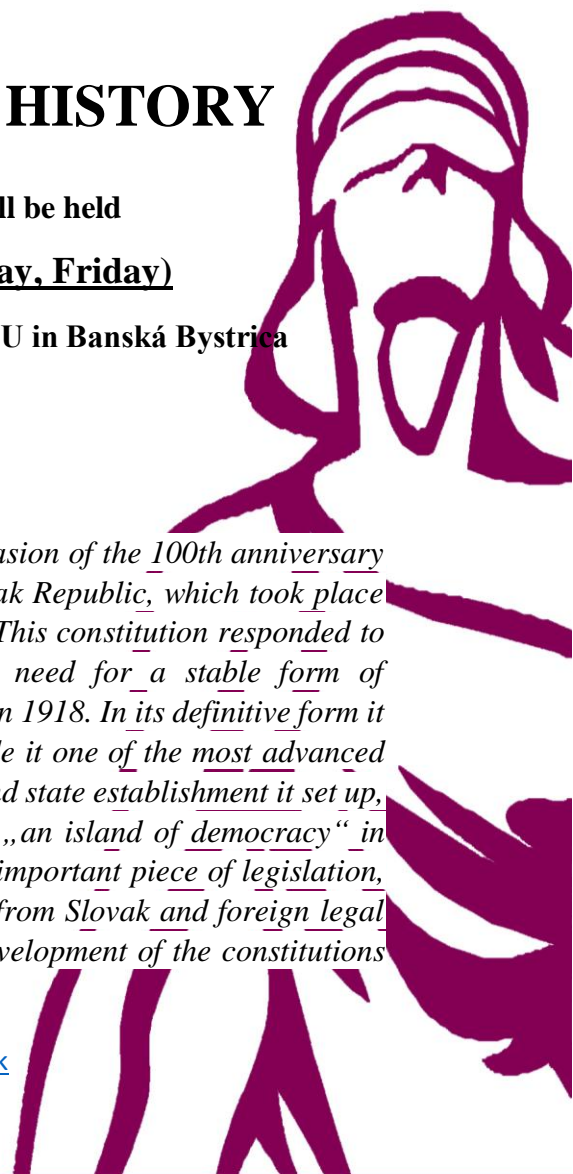 HISTORY
ll be held
ay, Friday)
U in Banská Bystrica
asion of the 100th anniversary
ak Republic, which took place
This constitution responded to
need for a stable form of
n 1918. In its definitive form it
le it one of the most advanced
nd state establishment it set up,
„an island of democracy“ in
important piece of legislation,
from Slovak and foreign legal
velopment of the constitutions
k